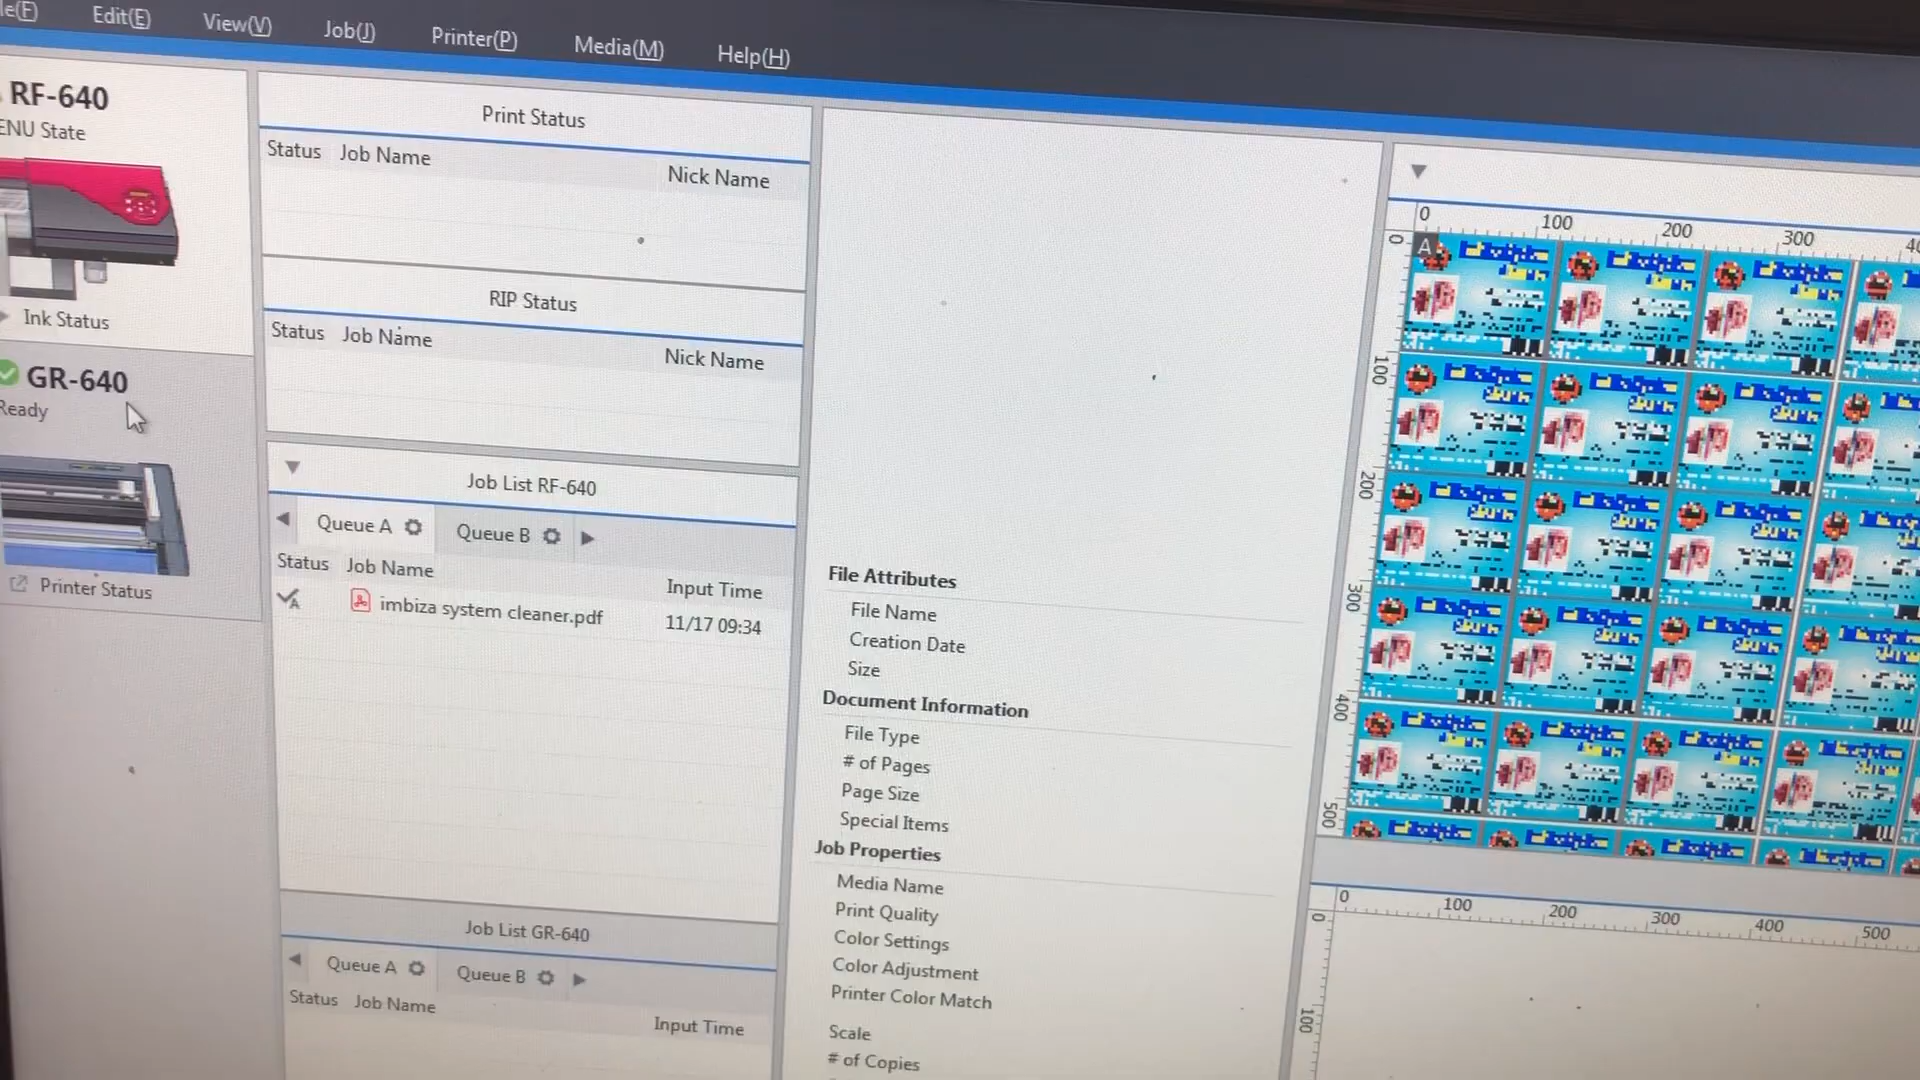 le(F) Edit(E) View(V) Job(J) Printer(P) Media(M) Help(H)
RF-640
ENU State
Ink Status
GR-640
Ready
Printer Status
Print Status
Status Job Name Nick Name
RIP Status
Status Job Name Nick Name
Job List RF-640
Queue A Queue B
Status Job Name Input Time
A imbiza system cleaner.pdf 11/17 09:34
Job List GR-640
Queue A Queue B
Status Job Name Input Time
File Attributes
File Name
Creation Date
Size
Document Information
File Type
# of Pages
Page Size
Special Items
Job Properties
Media Name
Print Quality
Color Settings
Color Adjustment
Printer Color Match
Scale
# of Copies
0 100 200 300 40
0
100
200
300
400
500
A
0 100 200 300 400 500
0
100